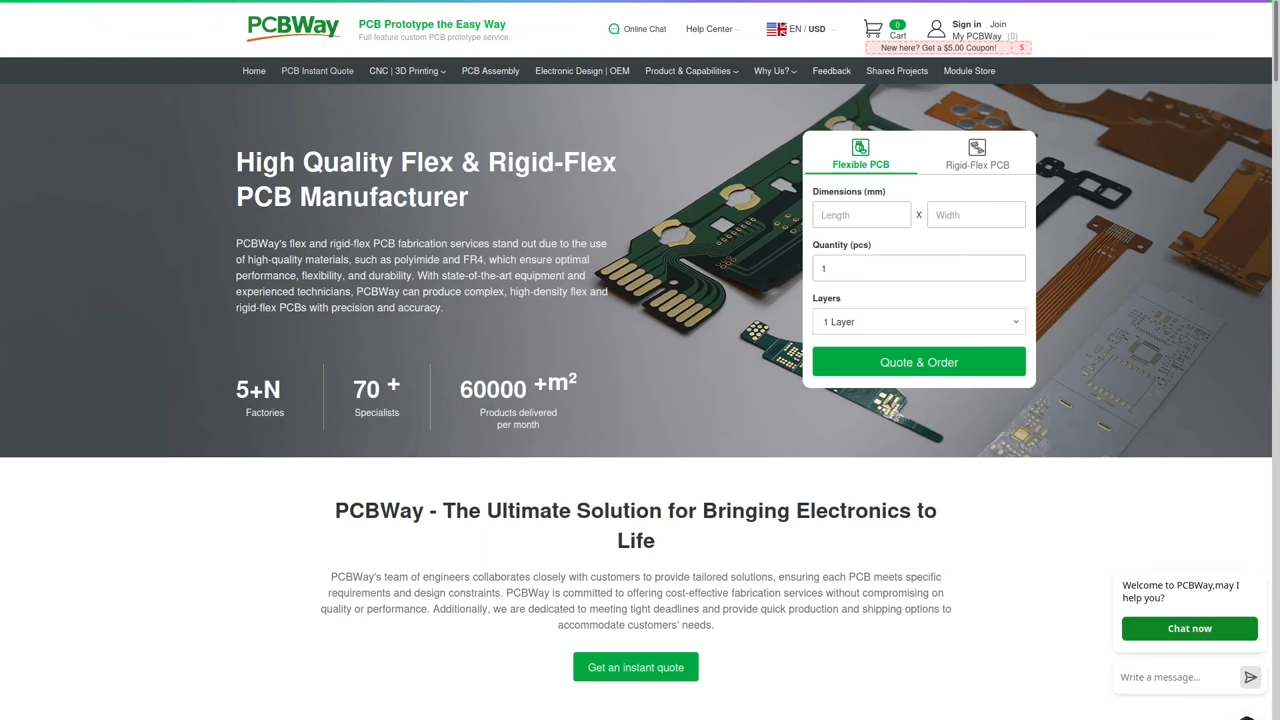 PCBWay
PCB Prototype the Easy Way
Full feature custom PCB prototype service.
Online Chat
Help Center
EN / USD
0
Cart
Sign in Join
My PCBWay (0)
New here? Get a $5.00 Coupon! $
Home
PCB Instant Quote
CNC | 3D Printing
PCB Assembly
Electronic Design | OEM
Product & Capabilities
Why Us?
Feedback
Shared Projects
Module Store
High Quality Flex & Rigid-Flex
PCB Manufacturer
PCBWay's flex and rigid-flex PCB fabrication services stand out due to the use
of high-quality materials, such as polyimide and FR4, which ensure optimal
performance, flexibility, and durability. With state-of-the-art equipment and
experienced technicians, PCBWay can produce complex, high-density flex and
rigid-flex PCBs with precision and accuracy.
5+N
Factories
70 +
Specialists
60000 +m²
Products delivered
per month
Flexible PCB
Rigid-Flex PCB
Dimensions (mm)
Length X Width
Quantity (pcs)
1
Layers
1 Layer
Quote & Order
PCBWay - The Ultimate Solution for Bringing Electronics to
Life
PCBWay's team of engineers collaborates closely with customers to provide tailored solutions, ensuring each PCB meets specific
requirements and design constraints. PCBWay is committed to offering cost-effective fabrication services without compromising on
quality or performance. Additionally, we are dedicated to meeting tight deadlines and provide quick production and shipping options to
accommodate customers' needs.
Get an instant quote
Welcome to PCBWay,may I
help you?
Chat now
Write a message...